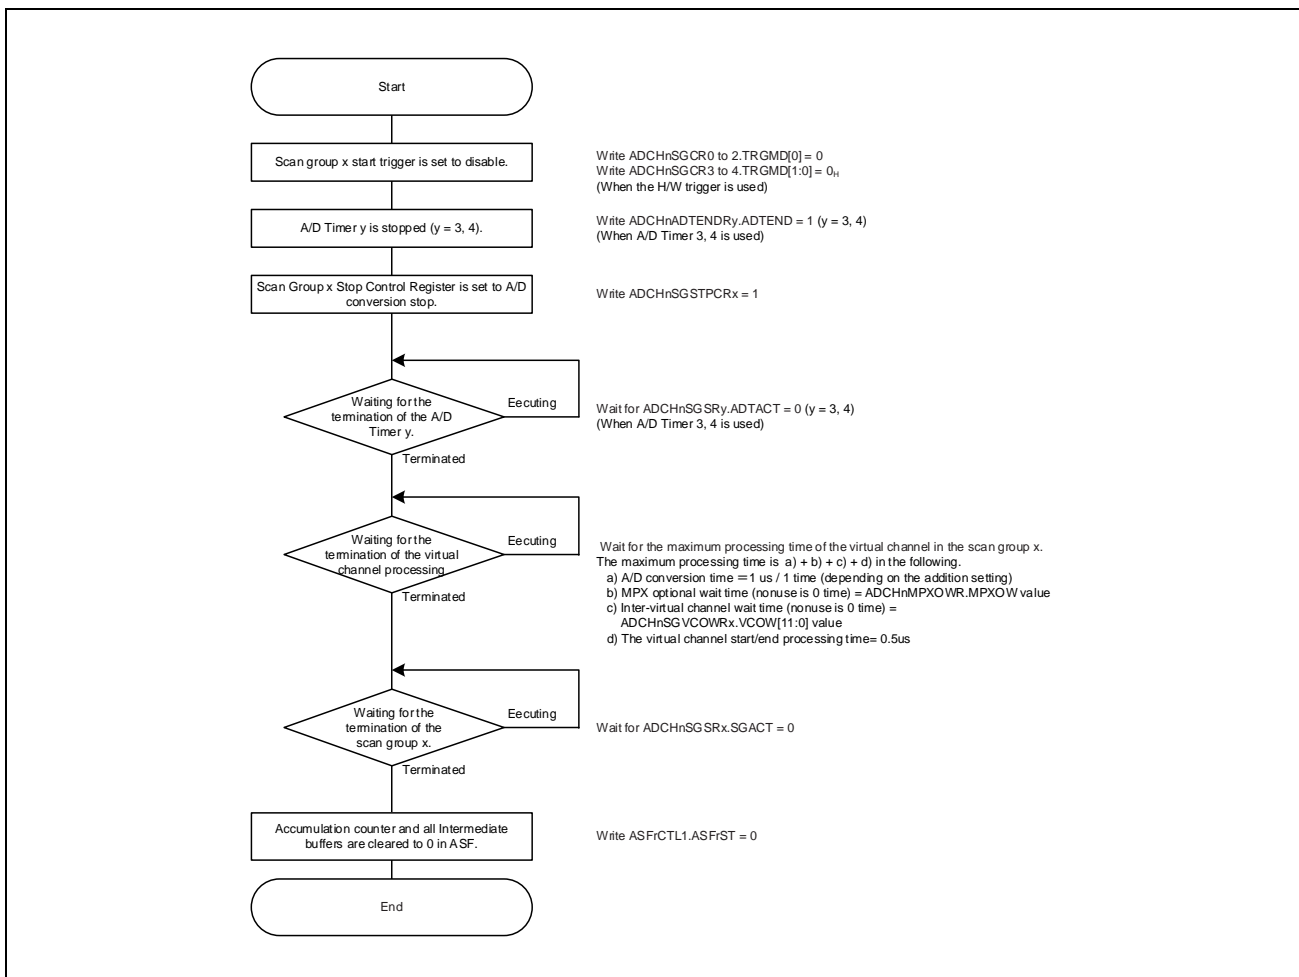 Start
Scan group x start trigger is set to disable.
Write ADCHnSGCR0 to 2.TRGMD[0] = 0
Write ADCHnSGCR3 to 4.TRGMD[1:0] = 0H
(When the H/W trigger is used)
A/D Timer y is stopped (y = 3, 4).
Write ADCHnADTENDRy.ADTEND = 1 (y = 3, 4)
(When A/D Timer 3, 4 is used)
Scan Group x Stop Control Register is set to A/D
conversion stop.
Write ADCHnSGSTPCRx = 1
Waiting for the
termination of the A/D
Timer y.
Eecuting
Terminated
Wait for ADCHnSGSRy.ADTACT = 0 (y = 3, 4)
(When A/D Timer 3, 4 is used)
Waiting for the
termination of the virtual
channel processing
Eecuting
Terminated
Wait for the maximum processing time of the virtual channel in the scan group x.
The maximum processing time is a) + b) + c) + d) in the following.
a) A/D conversion time =1 us / 1 time (depending on the addition setting)
b) MPX optional wait time (nonuse is 0 time) = ADCHnMPXOWR.MPXOW value
c) Inter-virtual channel wait time (nonuse is 0 time) =
ADCHnSGVCOWRx.VCOW[11:0] value
d) The virtual channel start/end processing time= 0.5us
Waiting for the
termination of the
scan group x.
Eecuting
Terminated
Wait for ADCHnSGSRx.SGACT = 0
Accumulation counter and all Intermediate
buffers are cleared to 0 in ASF.
Write ASFrCTL1.ASFrST = 0
End